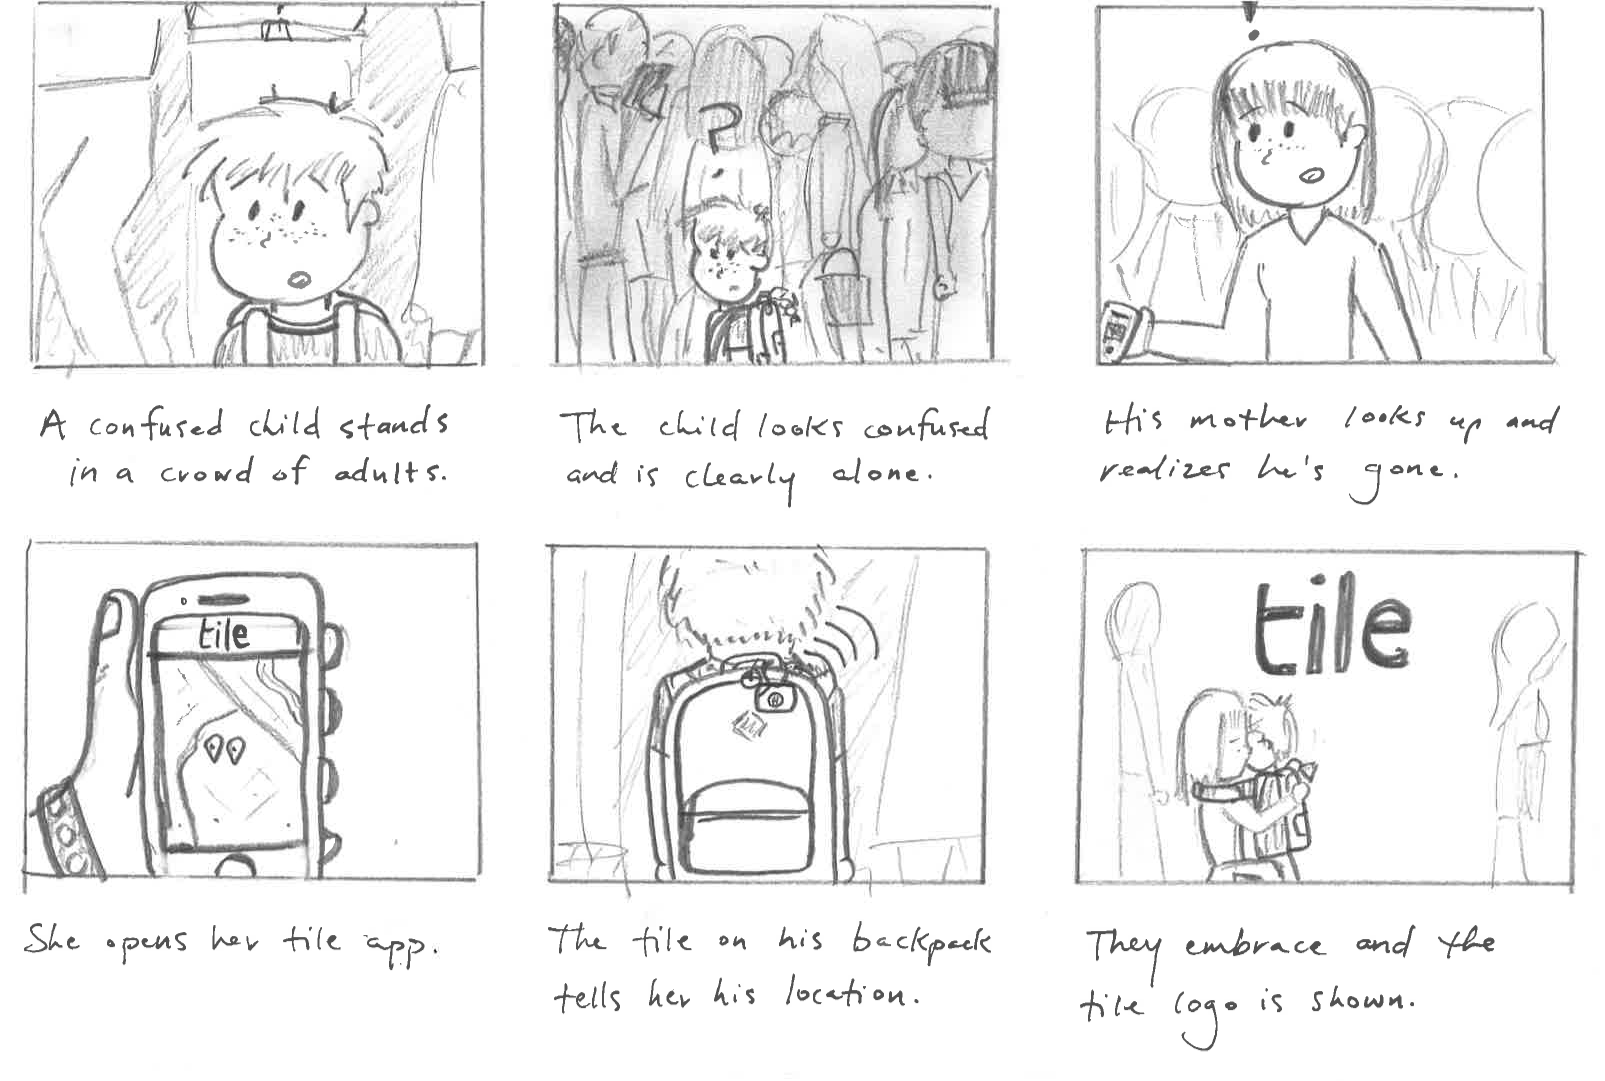 ?
!
A confused child stands
in a crowd of adults.
The child looks confused
and is clearly alone.
His mother looks up and
realizes he's gone.
tile
tile
She opens her tile app.
The tile on his backpack
tells her his location.
They embrace and the
tile logo is shown.